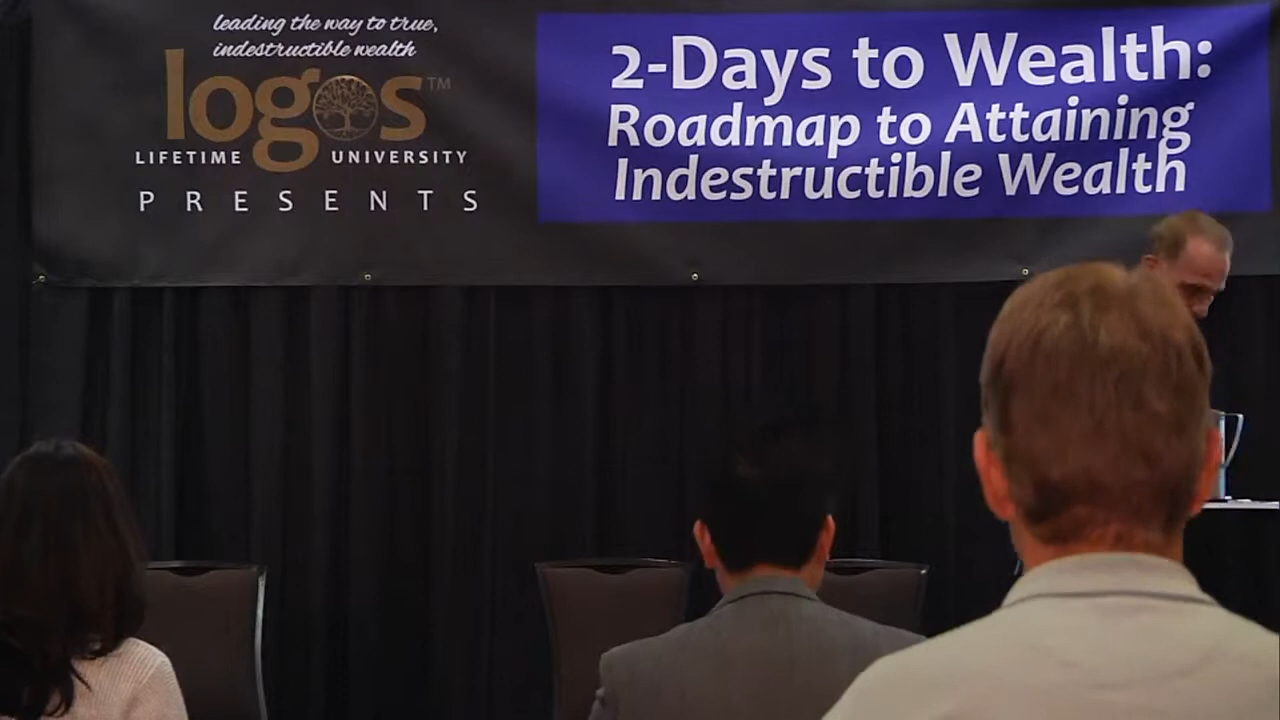 leading the way to true,
indestructible wealth
logos™
LIFETIME UNIVERSITY
PRESENTS
2-Days to Wealth:
Roadmap to Attaining
Indestructible Wealth